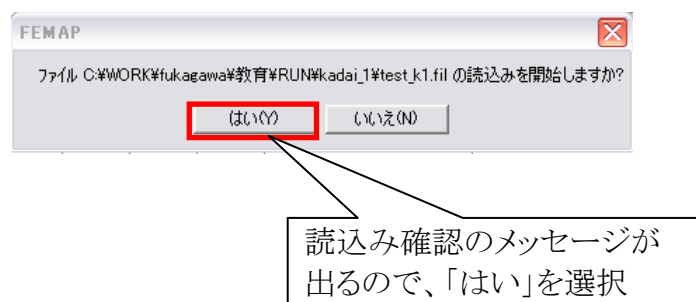 FEMAP
ファイル C:¥WORK¥fukagawa¥教育¥RUN¥kadai_1¥test_k1.fil の読込みを開始しますか?
はい(Y)
いいえ(N)
読込み確認のメッセージが
出るので、「はい」を選択